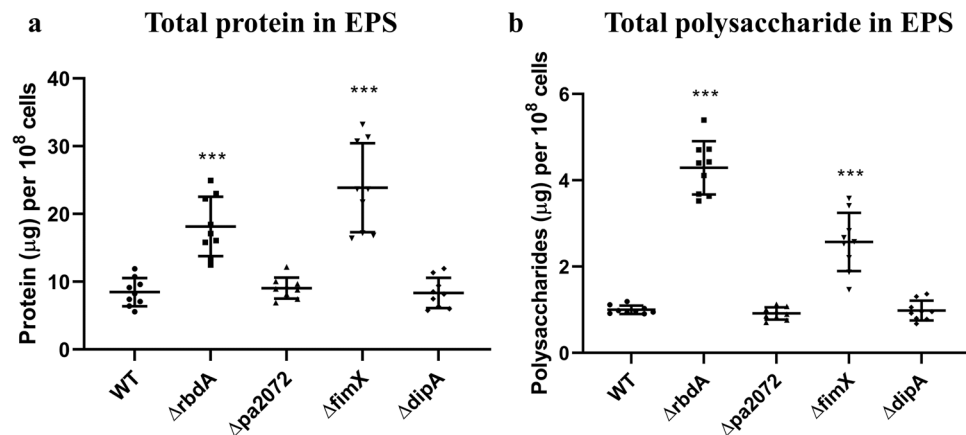 a Total protein in EPS
Protein (μg) per 10⁸ cells
40
30
20
10
0
***
***
WT
ΔrbdA
Δpa2072
ΔfimX
ΔdipA
b Total polysaccharide in EPS
Polysaccharides (μg) per 10⁸ cells
6
4
2
0
***
***
WT
ΔrbdA
Δpa2072
ΔfimX
ΔdipA